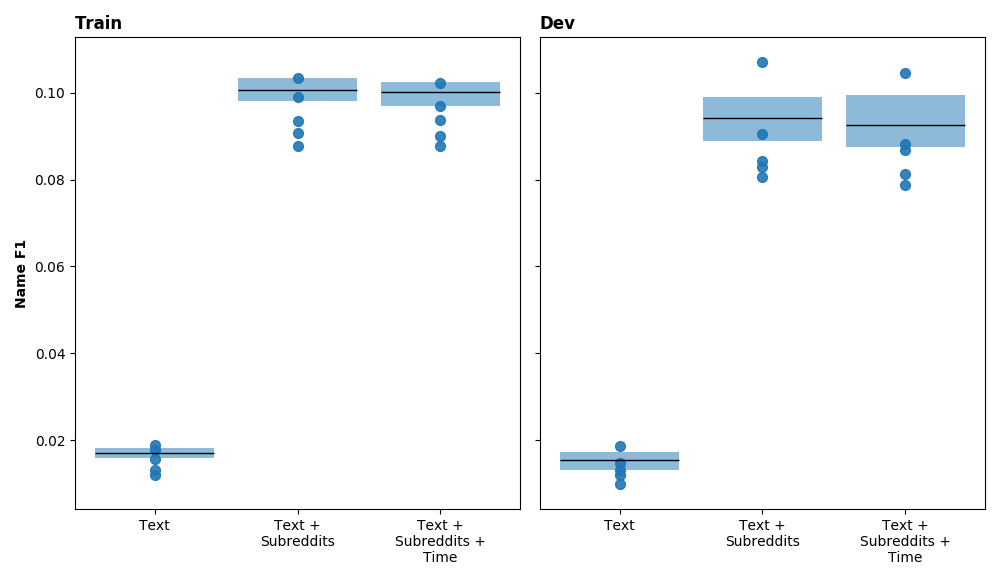 Train
Dev
Name F1
0.10
0.08
0.06
0.04
0.02
Text
Text +
Subreddits
Text +
Subreddits +
Time
Text
Text +
Subreddits
Text +
Subreddits +
Time